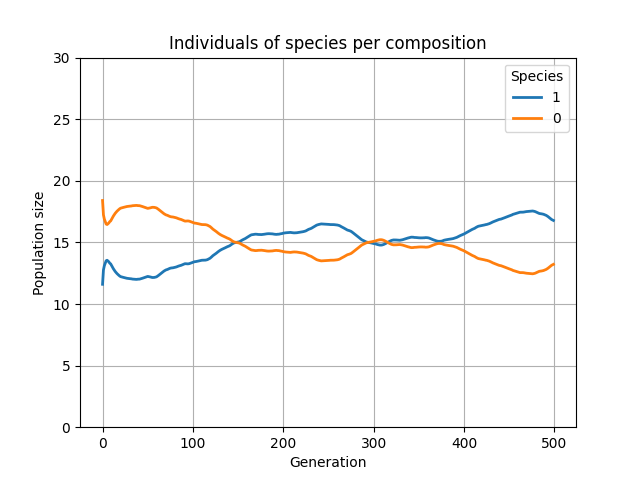 Individuals of species per composition
Species
1
0
Population size
30
25
20
15
10
5
0
0 100 200 300 400 500
Generation